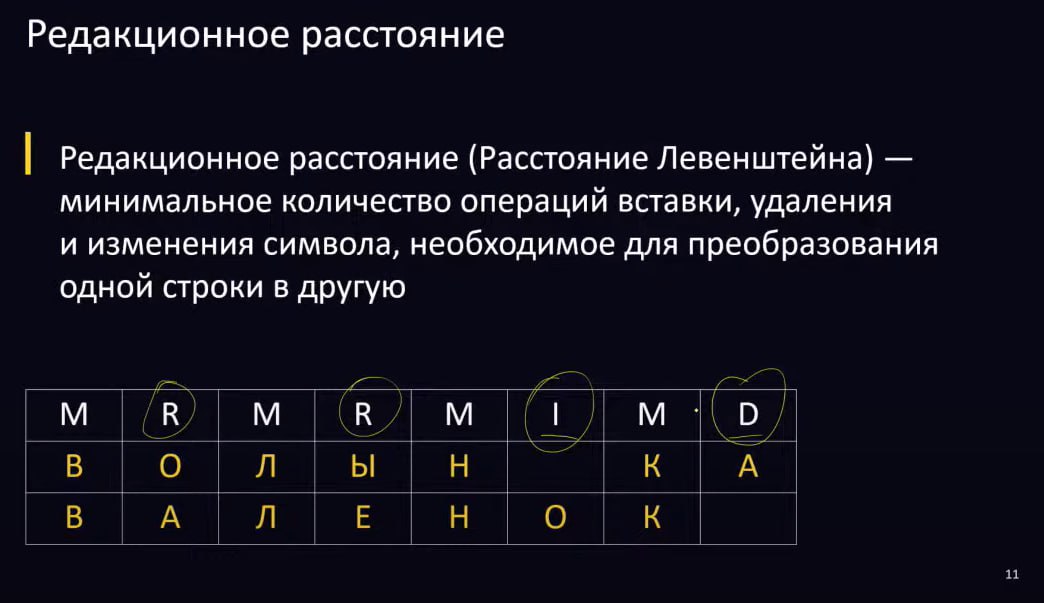 Редакционное расстояние
Редакционное расстояние (Расстояние Левенштейна) —
минимальное количество операций вставки, удаления
и изменения символа, необходимое для преобразования
одной строки в другую
M R M R M I M D
В О Л Ы Н К А
В А Л Е Н О К
11